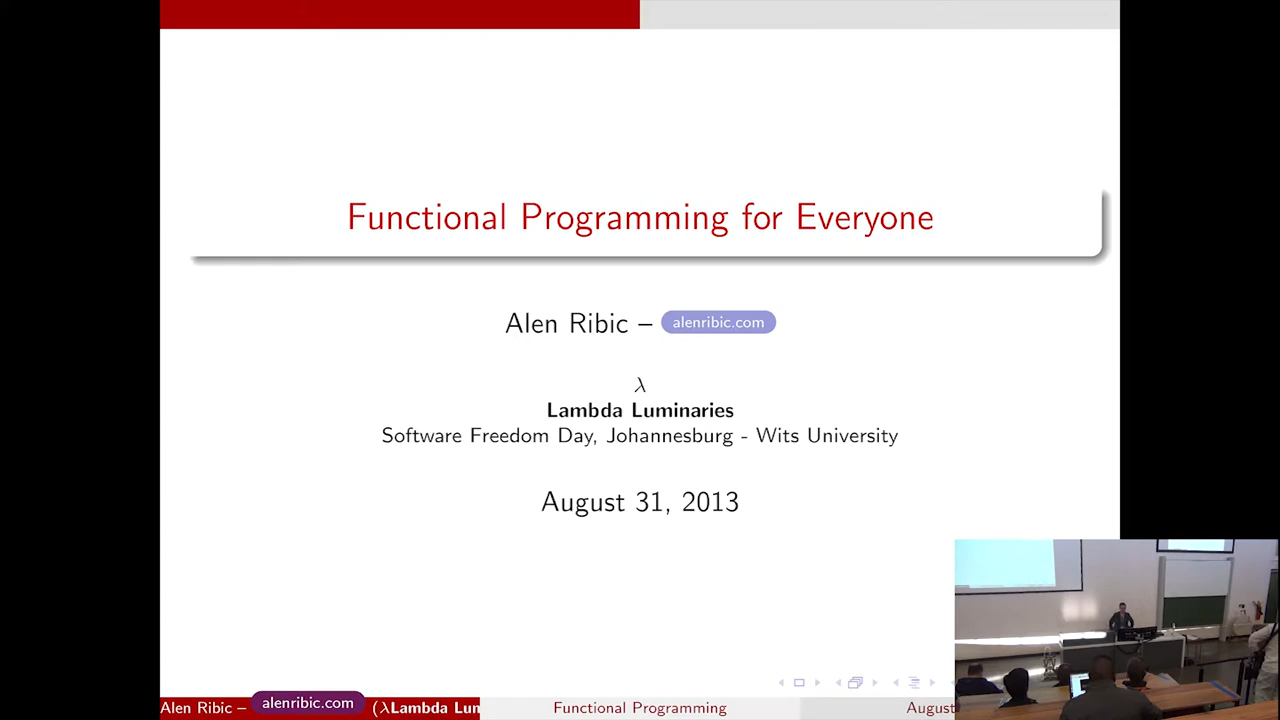 Functional Programming for Everyone
Alen Ribic – alenribic.com
λ
Lambda Luminaries
Software Freedom Day, Johannesburg - Wits University
August 31, 2013
Alen Ribic – alenribic.com (λLambda Lun Functional Programming August